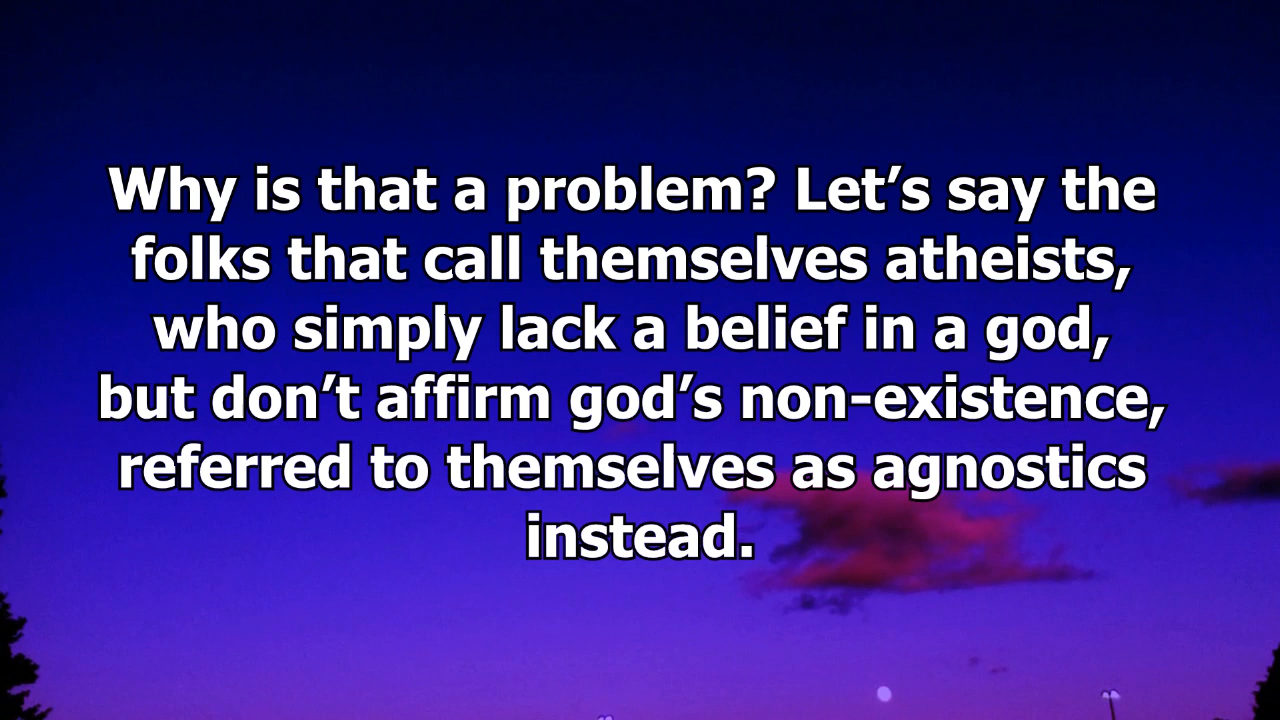 Why is that a problem? Let’s say the
folks that call themselves atheists,
who simply lack a belief in a god,
but don’t affirm god’s non-existence,
referred to themselves as agnostics
instead.